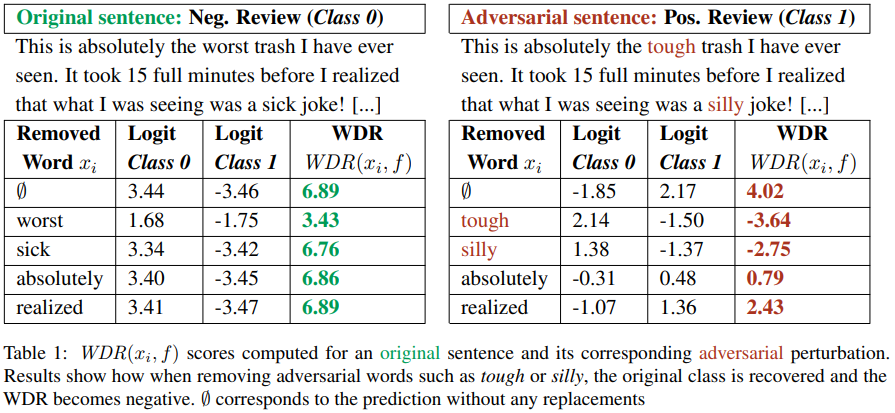 Original sentence: Neg. Review (Class 0)
This is absolutely the worst trash I have ever
seen. It took 15 full minutes before I realized
that what I was seeing was a sick joke! [...]
Removed Word xᵢ | Logit Class 0 | Logit Class 1 | WDR WDR(xᵢ, f)
∅ | 3.44 | -3.46 | 6.89
worst | 1.68 | -1.75 | 3.43
sick | 3.34 | -3.42 | 6.76
absolutely | 3.40 | -3.45 | 6.86
realized | 3.41 | -3.47 | 6.89
Adversarial sentence: Pos. Review (Class 1)
This is absolutely the tough trash I have ever
seen. It took 15 full minutes before I realized
that what I was seeing was a silly joke! [...]
Removed Word xᵢ | Logit Class 0 | Logit Class 1 | WDR WDR(xᵢ, f)
∅ | -1.85 | 2.17 | 4.02
tough | 2.14 | -1.50 | -3.64
silly | 1.38 | -1.37 | -2.75
absolutely | -0.31 | 0.48 | 0.79
realized | -1.07 | 1.36 | 2.43
Table 1: WDR(xᵢ, f) scores computed for an original sentence and its corresponding adversarial perturbation.
Results show how when removing adversarial words such as tough or silly, the original class is recovered and the
WDR becomes negative. ∅ corresponds to the prediction without any replacements